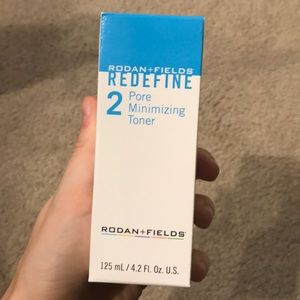 RODAN+FIELDS®
REDEFINE
2 Pore
Minimizing
Toner
RODAN+FIELDS®
125 mL / 4.2 Fl. Oz. U.S.